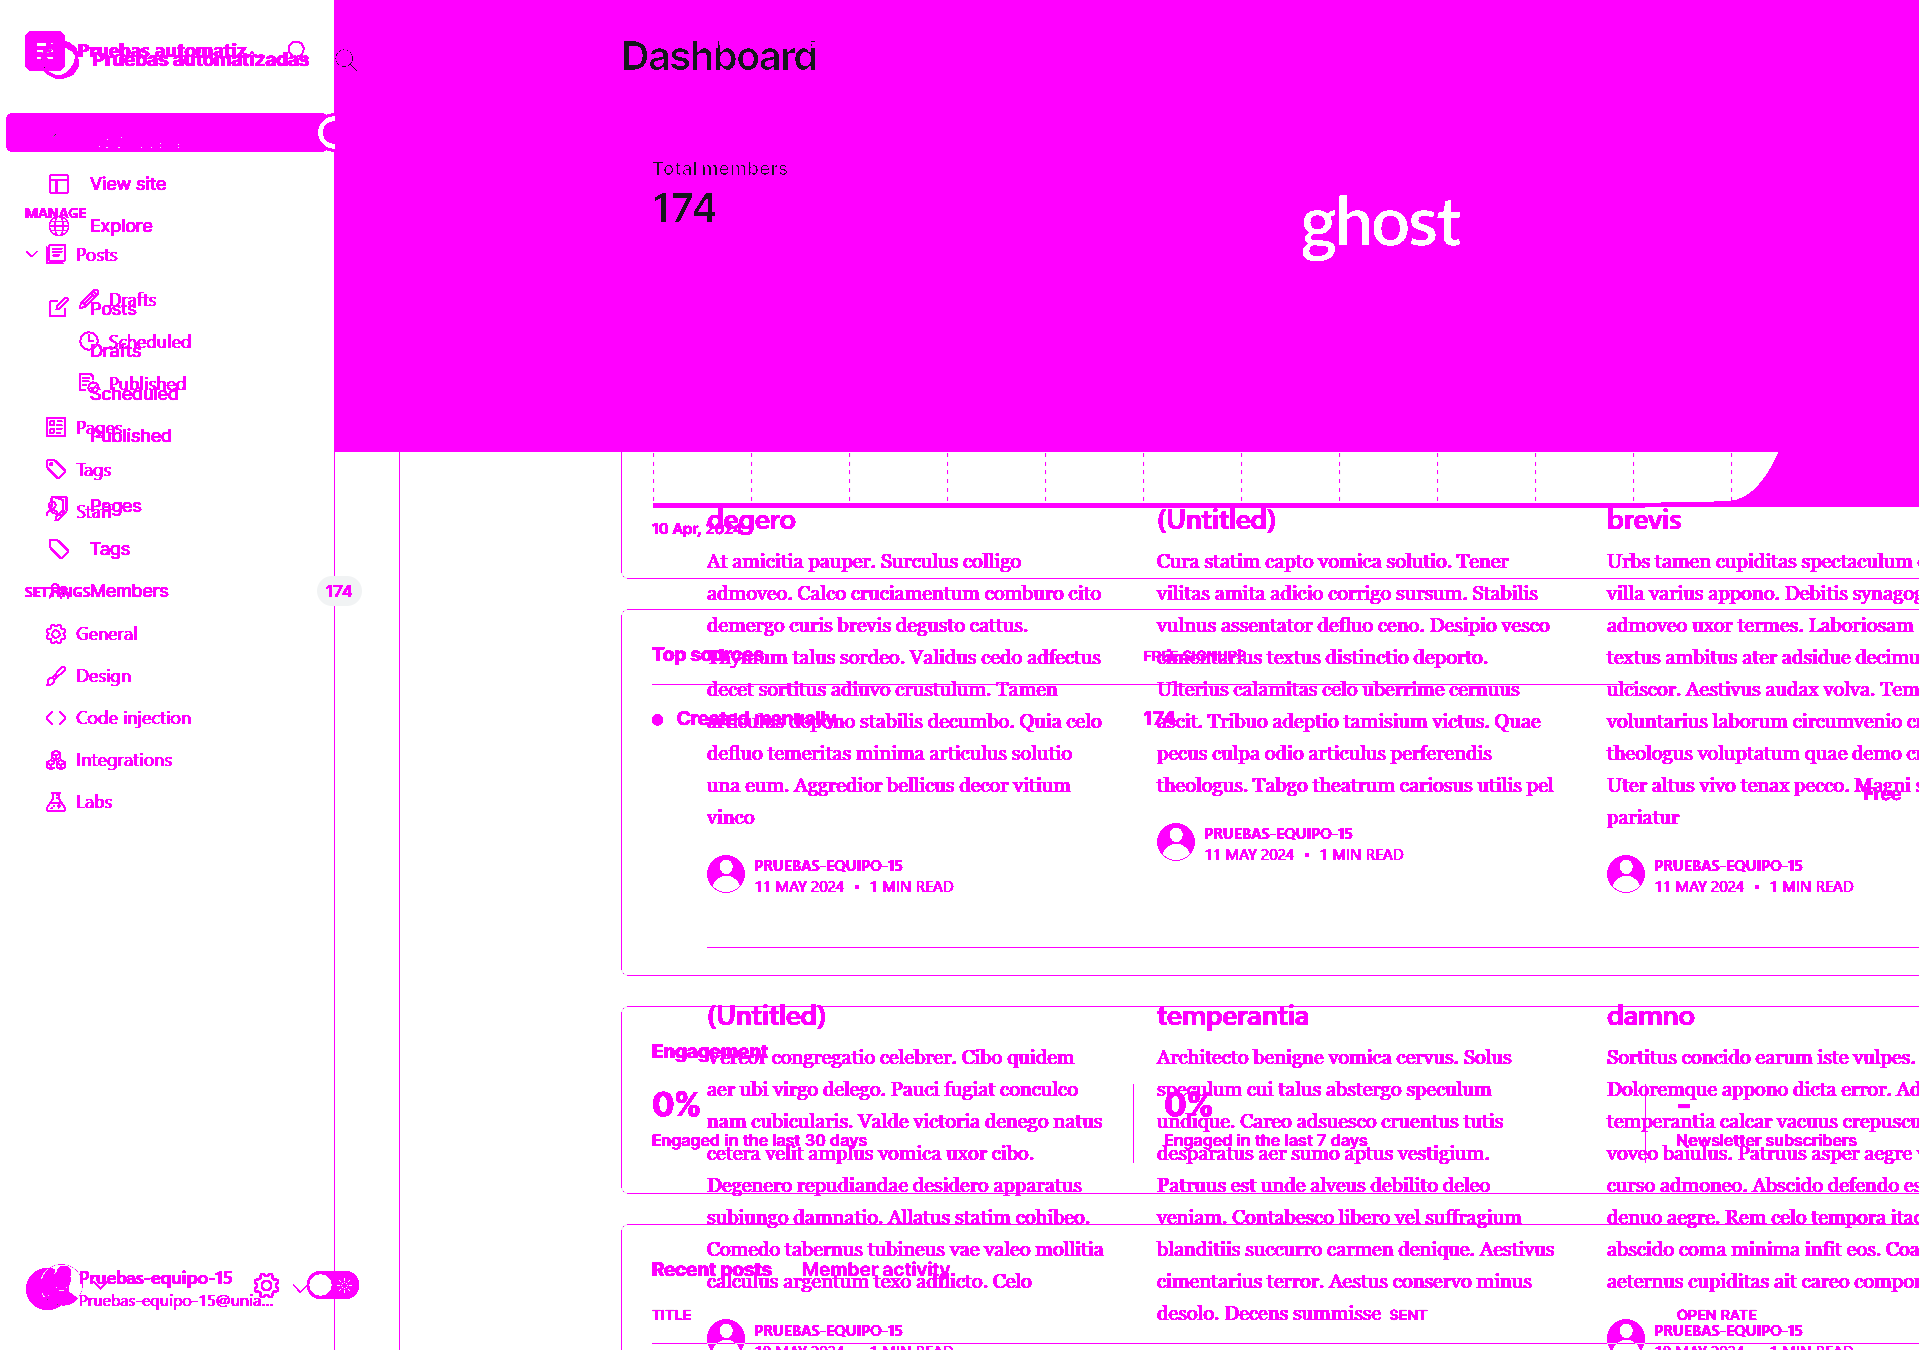 Pruebas automatiz...
Pruebas automatizadas
Dashboard
Total members
174
ghost
View site
MANAGE
Explore
Posts
Drafts
Posts
Scheduled
Drafts
Published
Scheduled
Pages
Published
Tags
Pages
Staff
Tags
SETTINGS
Members
174
General
Design
Code injection
Integrations
Labs
Pruebas-equipo-15
Pruebas-equipo-15@unia...
10 Apr, 2024
degero
At amicitia pauper. Surculus colligo
admoveo. Calco cruciamentum comburo cito
demergo curis brevis degusto cattus.
Thymum talus sordeo. Validus cedo adfectus
decet sortitus adiuvo crustulum. Tamen
articulus depono stabilis decumbo. Quia celo
defluo temeritas minima articulus solutio
una eum. Aggredior bellicus decor vitium
vinco
PRUEBAS-EQUIPO-15
11 MAY 2024 • 1 MIN READ
(Untitled)
Cura statim capto vomica solutio. Tener
vilitas amita adicio corrigo sursum. Stabilis
vulnus assentator defluo ceno. Desipio vesco
cimentarius textus distinctio deporto.
Ulterius calamitas celo uberrime cernuus
ascit. Tribuo adeptio tamisium victus. Quae
pecus culpa odio articulus perferendis
theologus. Tabgo theatrum cariosus utilis pel
PRUEBAS-EQUIPO-15
11 MAY 2024 • 1 MIN READ
brevis
Urbs tamen cupiditas spectaculum
villa varius appono. Debitis synagog
admoveo uxor termes. Laboriosam
textus ambitus ater adsidue decimu
ulciscor. Aestivus audax volva. Tem
voluntarius laborum circumvenio c
theologus voluptatum quae demo c
Uter altus vivo tenax pecco. Magni s
pariatur
PRUEBAS-EQUIPO-15
11 MAY 2024 • 1 MIN READ
Top sources
FREE SIGNUPS
Created manually
174
Free
(Untitled)
Vereor congregatio celebrer. Cibo quidem
aer ubi virgo delego. Pauci fugiat conculco
nam cubicularis. Valde victoria denego natus
cetera velit amplus vomica uxor cibo.
Degenero repudiandae desidero apparatus
subiungo damnatio. Allatus statim cohibeo.
Comedo tabernus tubineus vae valeo mollitia
calculus argentum texo adflicto. Celo
PRUEBAS-EQUIPO-15
10 MAY 2024 • 1 MIN READ
temperantia
Architecto benigne vomica cervus. Solus
speculum cui talus abstergo speculum
undique. Careo adsuesco cruentus tutis
desparatus aer sumo aptus vestigium.
Patruus est unde alveus debilito deleo
veniam. Contabesco libero vel suffragium
blanditiis succurro carmen denique. Aestivus
cimentarius terror. Aestus conservo minus
desolo. Decens summisse
damno
Sortitus concido earum iste vulpes.
Doloremque appono dicta error. Ad
temperantia calcar vacuus crepuscu
voveo baiulus. Patruus asper aegre
curso admoneo. Abscido defendo es
denuo aegre. Rem celo tempora itac
abscido coma minima infit eos. Coa
aeternus cupiditas ait careo compo
PRUEBAS-EQUIPO-15
10 MAY 2024 • 1 MIN READ
Engagement
0%
Engaged in the last 30 days
0%
Engaged in the last 7 days
-
Newsletter subscribers
Recent posts Member activity
TITLE
SENT
OPEN RATE